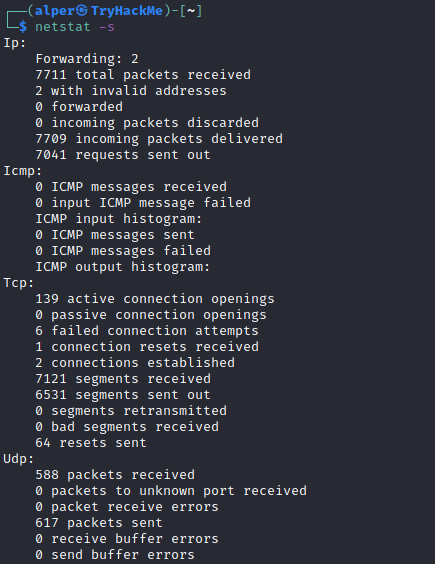 ┌──(alper㉿TryHackMe)-[~]
└─$ netstat -s
Ip:
    Forwarding: 2
    7711 total packets received
    2 with invalid addresses
    0 forwarded
    0 incoming packets discarded
    7709 incoming packets delivered
    7041 requests sent out
Icmp:
    0 ICMP messages received
    0 input ICMP message failed
    ICMP input histogram:
    0 ICMP messages sent
    0 ICMP messages failed
    ICMP output histogram:
Tcp:
    139 active connection openings
    0 passive connection openings
    6 failed connection attempts
    1 connection resets received
    2 connections established
    7121 segments received
    6531 segments sent out
    0 segments retransmitted
    0 bad segments received
    64 resets sent
Udp:
    588 packets received
    0 packets to unknown port received
    0 packet receive errors
    617 packets sent
    0 receive buffer errors
    0 send buffer errors